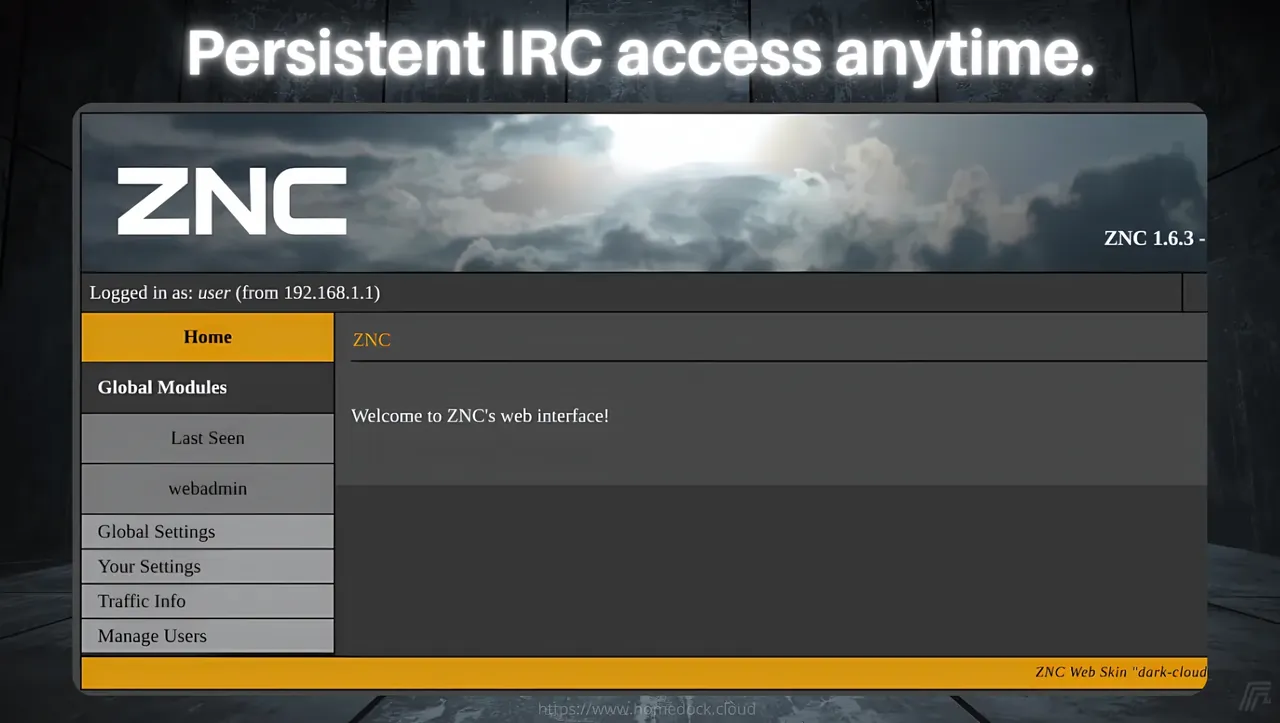 Persistent IRC access anytime.
ZNC
ZNC 1.6.3 -
Logged in as: user (from 192.168.1.1)
Home
ZNC
Global Modules
Welcome to ZNC's web interface!
Last Seen
webadmin
Global Settings
Your Settings
Traffic Info
Manage Users
ZNC Web Skin "dark-cloud
https://www.homedock.cloud